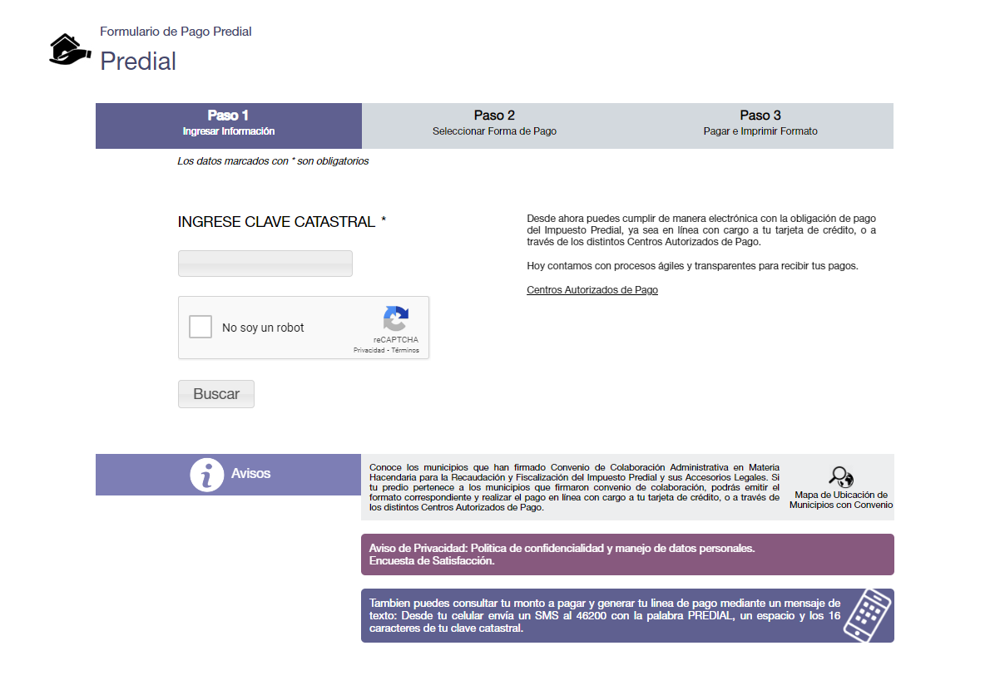 Formulario de Pago Predial
Predial
Paso 1
Ingresar Información
Paso 2
Seleccionar Forma de Pago
Paso 3
Pagar e Imprimir Formato
Los datos marcados con * son obligatorios
INGRESE CLAVE CATASTRAL *
No soy un robot
reCAPTCHA
Privacidad - Términos
Buscar
Desde ahora puedes cumplir de manera electrónica con la obligación de pago
del Impuesto Predial, ya sea en línea con cargo a tu tarjeta de crédito, o a
través de los distintos Centros Autorizados de Pago.
Hoy contamos con procesos ágiles y transparentes para recibir tus pagos.
Centros Autorizados de Pago
Avisos
Conoce los municipios que han firmado Convenio de Colaboración Administrativa en Materia
Hacendaria para la Recaudación y Fiscalización del Impuesto Predial y sus Accesorios Legales. Si
tu predio pertenece a los municipios que firmaron convenio de colaboración, podrás emitir el
formato correspondiente y realizar el pago en línea con cargo a tu tarjeta de crédito, o a través de
los distintos Centros Autorizados de Pago.
Mapa de Ubicación de
Municipios con Convenio
Aviso de Privacidad: Politica de confidencialidad y manejo de datos personales.
Encuesta de Satisfacción.
Tambien puedes consultar tu monto a pagar y generar tu linea de pago mediante un mensaje de
texto: Desde tu celular envía un SMS al 46200 con la palabra PREDIAL, un espacio y los 16
caracteres de tu clave catastral.